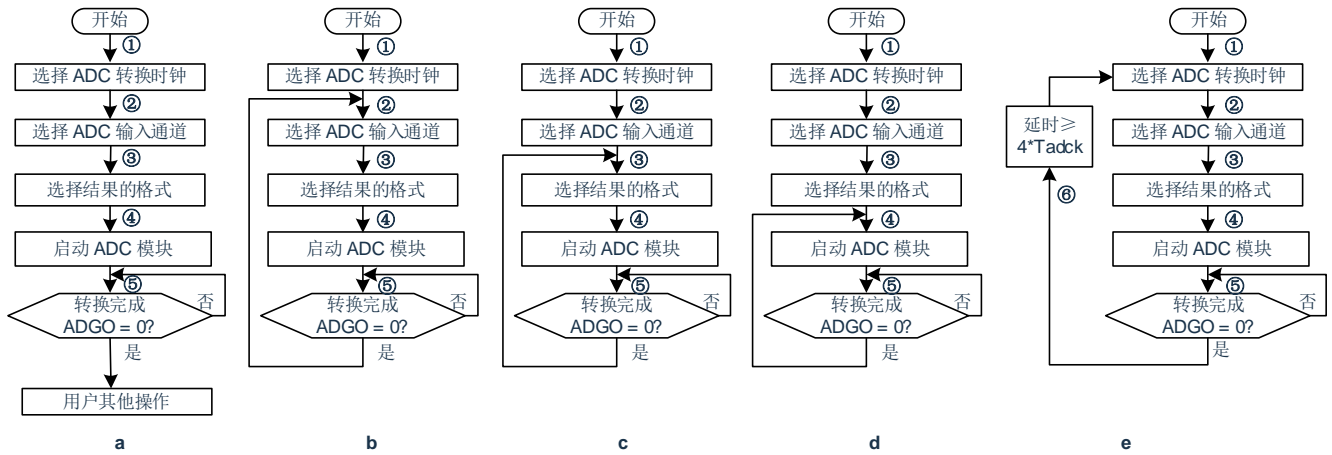 开始
①
选择 ADC 转换时钟
②
选择 ADC 输入通道
③
选择结果的格式
④
启动 ADC 模块
⑤
转换完成
ADGO = 0?
否
是
用户其他操作
a
开始
①
选择 ADC 转换时钟
②
选择 ADC 输入通道
③
选择结果的格式
④
启动 ADC 模块
⑤
转换完成
ADGO = 0?
否
是
b
开始
①
选择 ADC 转换时钟
②
选择 ADC 输入通道
③
选择结果的格式
④
启动 ADC 模块
⑤
转换完成
ADGO = 0?
否
是
c
开始
①
选择 ADC 转换时钟
②
选择 ADC 输入通道
③
选择结果的格式
④
启动 ADC 模块
⑤
转换完成
ADGO = 0?
否
是
d
开始
①
选择 ADC 转换时钟
②
选择 ADC 输入通道
③
选择结果的格式
④
启动 ADC 模块
⑤
转换完成
ADGO = 0?
否
是
⑥
延时≥
4*Tadck
e